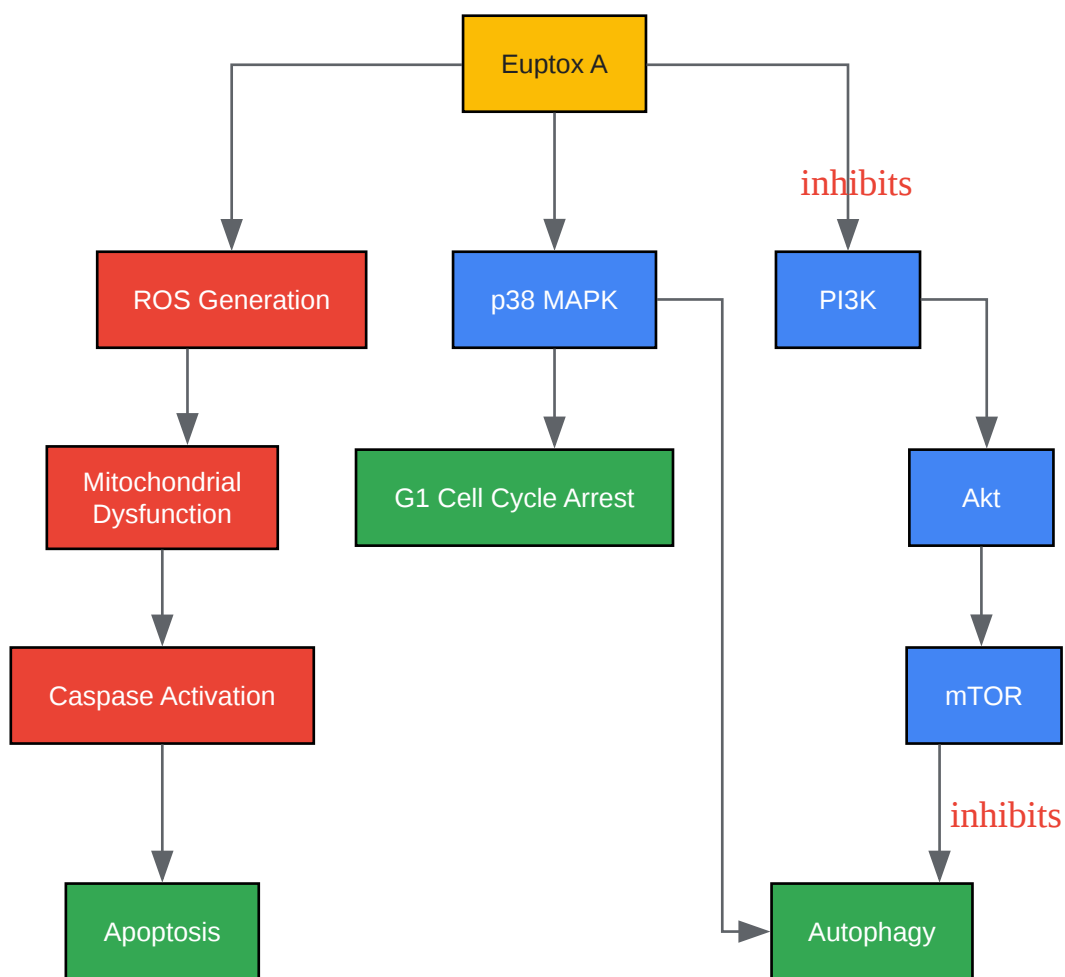 Euptox A
inhibits
ROS Generation
p38 MAPK
PI3K
Mitochondrial
Dysfunction
G1 Cell Cycle Arrest
Akt
Caspase Activation
mTOR
inhibits
Apoptosis
Autophagy